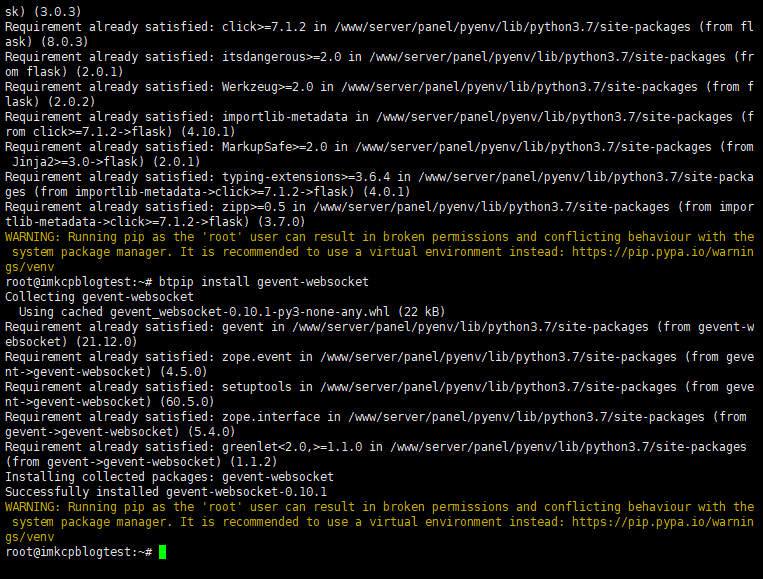 sk) (3.0.3)
Requirement already satisfied: click>=7.1.2 in /www/server/panel/pyenv/lib/python3.7/site-packages (from fl
ask) (8.0.3)
Requirement already satisfied: itsdangerous>=2.0 in /www/server/panel/pyenv/lib/python3.7/site-packages (fr
om flask) (2.0.1)
Requirement already satisfied: Werkzeug>=2.0 in /www/server/panel/pyenv/lib/python3.7/site-packages (from f
lask) (2.0.2)
Requirement already satisfied: importlib-metadata in /www/server/panel/pyenv/lib/python3.7/site-packages (f
rom click>=7.1.2->flask) (4.10.1)
Requirement already satisfied: MarkupSafe>=2.0 in /www/server/panel/pyenv/lib/python3.7/site-packages (from
 Jinja2>=3.0->flask) (2.0.1)
Requirement already satisfied: typing-extensions>=3.6.4 in /www/server/panel/pyenv/lib/python3.7/site-packa
ges (from importlib-metadata->click>=7.1.2->flask) (4.0.1)
Requirement already satisfied: zipp>=0.5 in /www/server/panel/pyenv/lib/python3.7/site-packages (from impor
tlib-metadata->click>=7.1.2->flask) (3.7.0)
WARNING: Running pip as the 'root' user can result in broken permissions and conflicting behaviour with the
 system package manager. It is recommended to use a virtual environment instead: https://pip.pypa.io/warnin
gs/venv
root@imkcpblogtest:~# btpip install gevent-websocket
Collecting gevent-websocket
  Using cached gevent_websocket-0.10.1-py3-none-any.whl (22 kB)
Requirement already satisfied: gevent in /www/server/panel/pyenv/lib/python3.7/site-packages (from gevent-w
ebsocket) (21.12.0)
Requirement already satisfied: zope.event in /www/server/panel/pyenv/lib/python3.7/site-packages (from geve
nt->gevent-websocket) (4.5.0)
Requirement already satisfied: setuptools in /www/server/panel/pyenv/lib/python3.7/site-packages (from geve
nt->gevent-websocket) (60.5.0)
Requirement already satisfied: zope.interface in /www/server/panel/pyenv/lib/python3.7/site-packages (from
gevent->gevent-websocket) (5.4.0)
Requirement already satisfied: greenlet<2.0,>=1.1.0 in /www/server/panel/pyenv/lib/python3.7/site-packages
(from gevent->gevent-websocket) (1.1.2)
Installing collected packages: gevent-websocket
Successfully installed gevent-websocket-0.10.1
WARNING: Running pip as the 'root' user can result in broken permissions and conflicting behaviour with the
 system package manager. It is recommended to use a virtual environment instead: https://pip.pypa.io/warnin
gs/venv
root@imkcpblogtest:~#